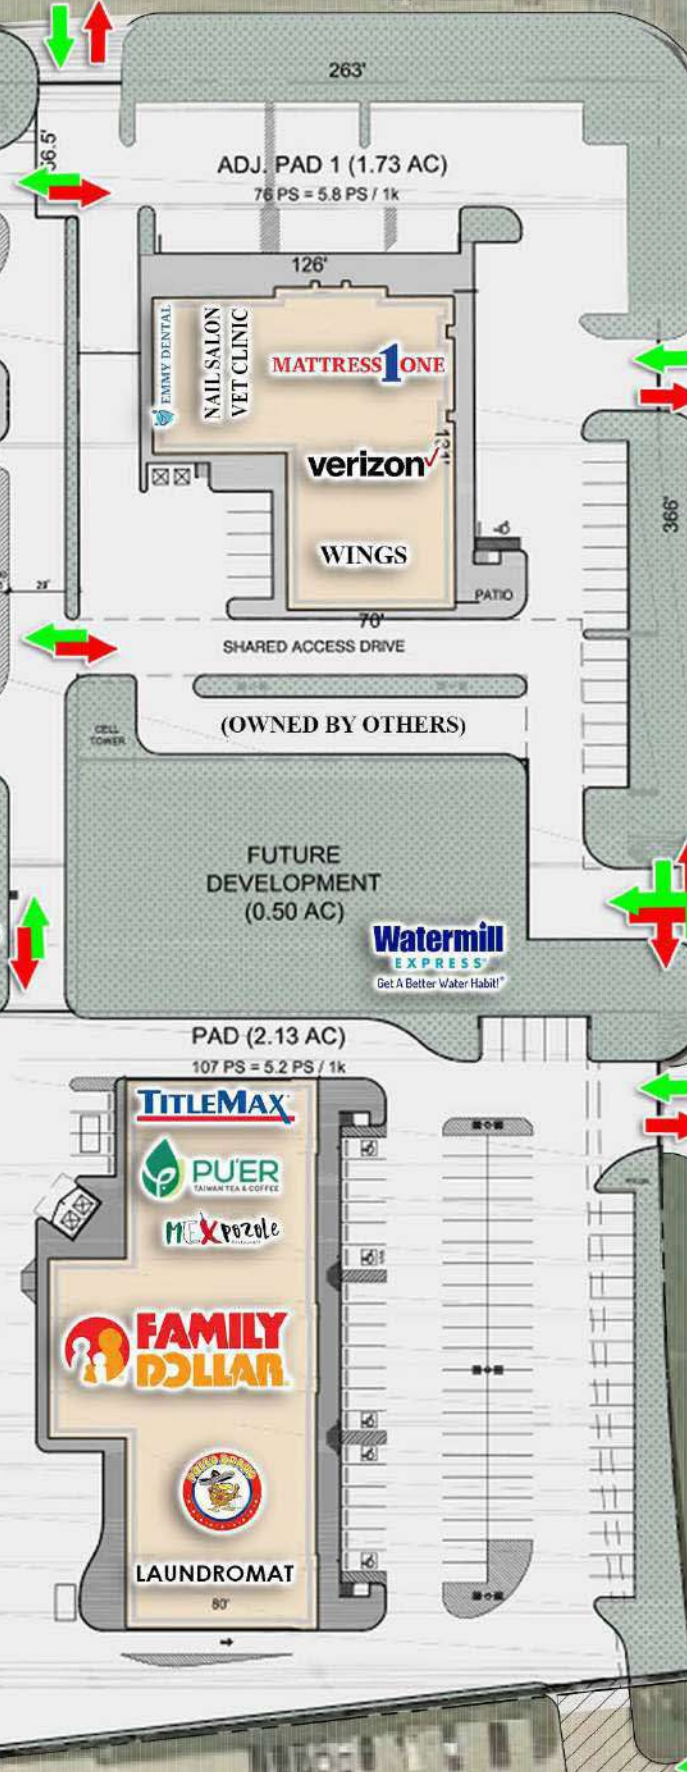 263'
ADJ. PAD 1 (1.73 AC)
76 PS = 5.8 PS / 1k
126'
EMMY DENTAL
NAIL SALON
VET CLINIC
MATTRESS 1 ONE
verizon
WINGS
366'
PATIO
70'
29'
SHARED ACCESS DRIVE
(OWNED BY OTHERS)
CELL
TOWER
FUTURE
DEVELOPMENT
(0.50 AC)
Watermill
EXPRESS
Get A Better Water Habit!
PAD (2.13 AC)
107 PS = 5.2 PS / 1k
TITLEMAX
PU'ER
TAIWAN TEA & COFFEE
MEXPOZOLE
FAMILY
DOLLAR
LAUNDROMAT
80'